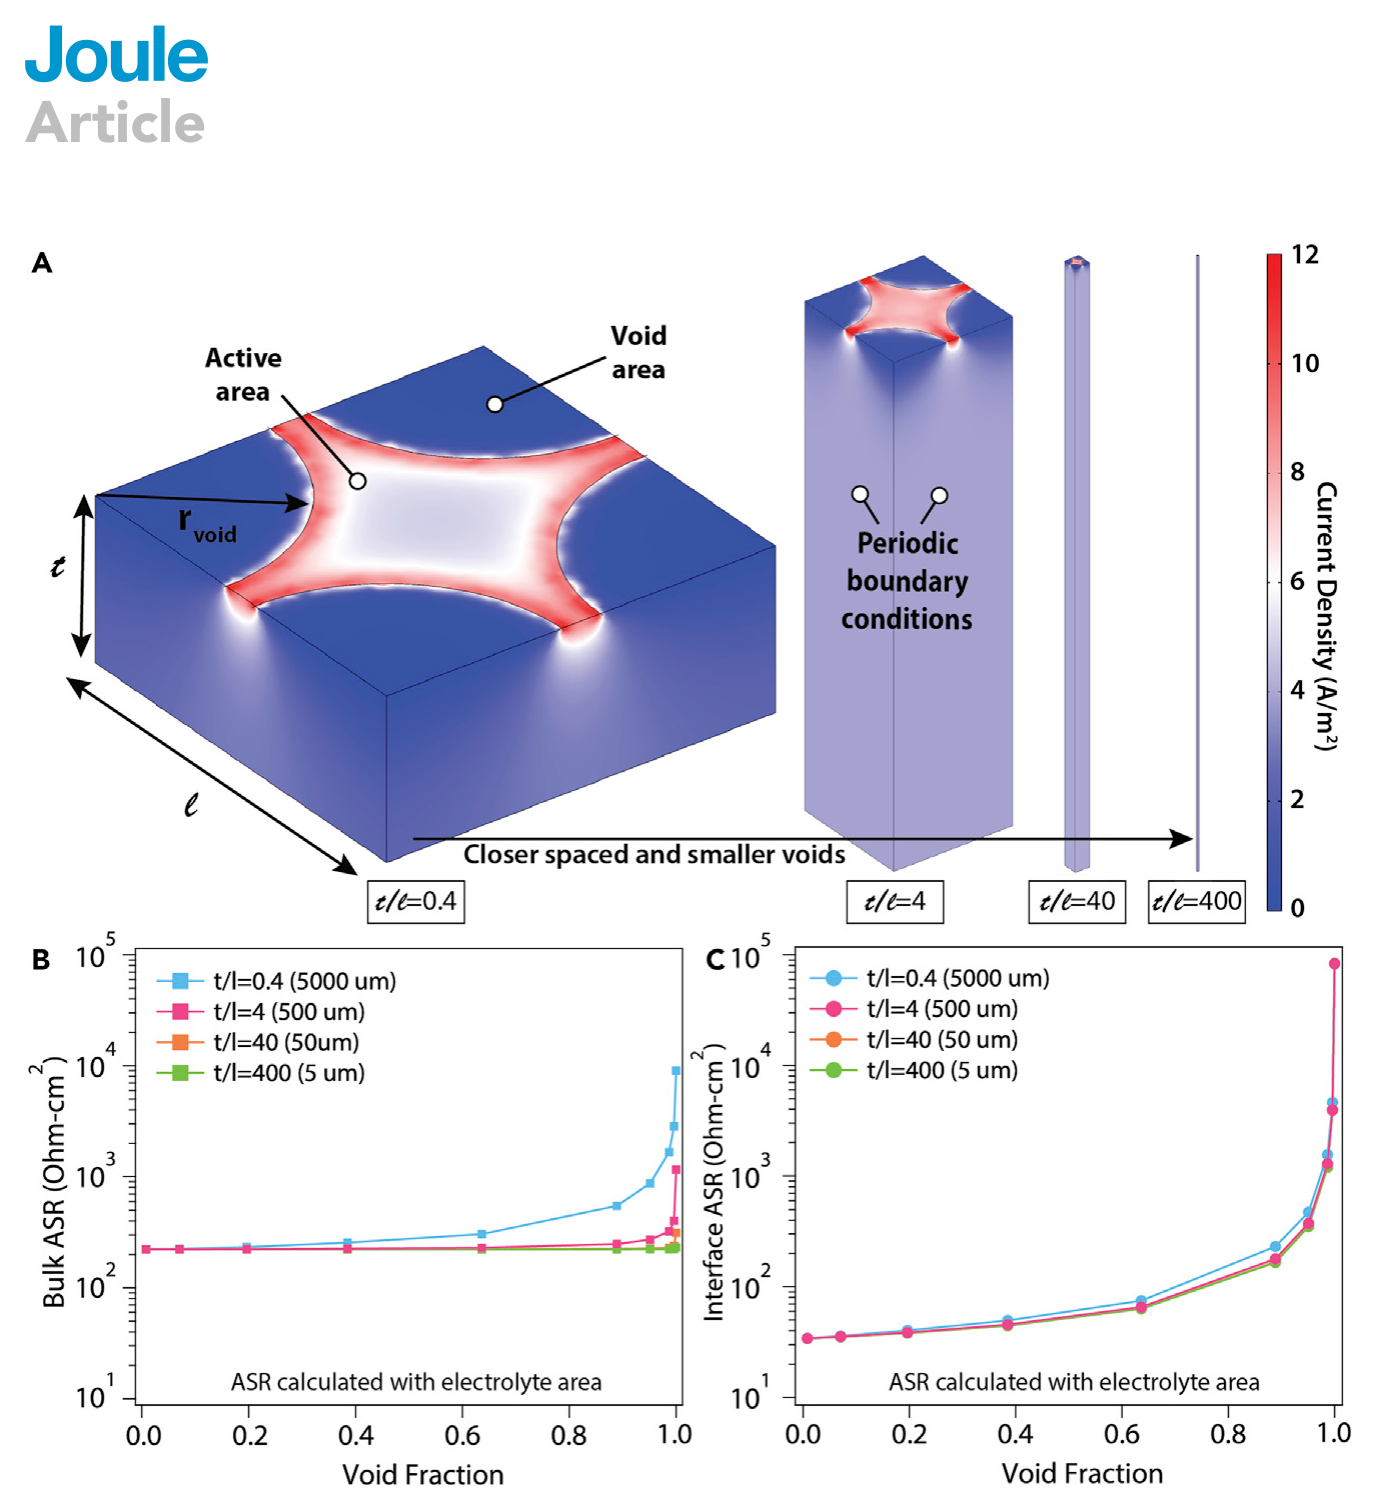 Joule
Article
A
Active
area
Void
area
r void
t
ℓ
Periodic
boundary
conditions
Closer spaced and smaller voids
t/ℓ=0.4
t/ℓ=4
t/ℓ=40
t/ℓ=400
12
10
8
6
4
2
0
Current Density (A/m²)
B
10⁵
10⁴
10³
10²
10¹
Bulk ASR (Ohm-cm²)
t/l=0.4 (5000 um)
t/l=4 (500 um)
t/l=40 (50um)
t/l=400 (5 um)
ASR calculated with electrolyte area
0.0 0.2 0.4 0.6 0.8 1.0
Void Fraction
C
10⁵
10⁴
10³
10²
10¹
Interface ASR (Ohm-cm²)
t/l=0.4 (5000 um)
t/l=4 (500 um)
t/l=40 (50 um)
t/l=400 (5 um)
ASR calculated with electrolyte area
0.0 0.2 0.4 0.6 0.8 1.0
Void Fraction